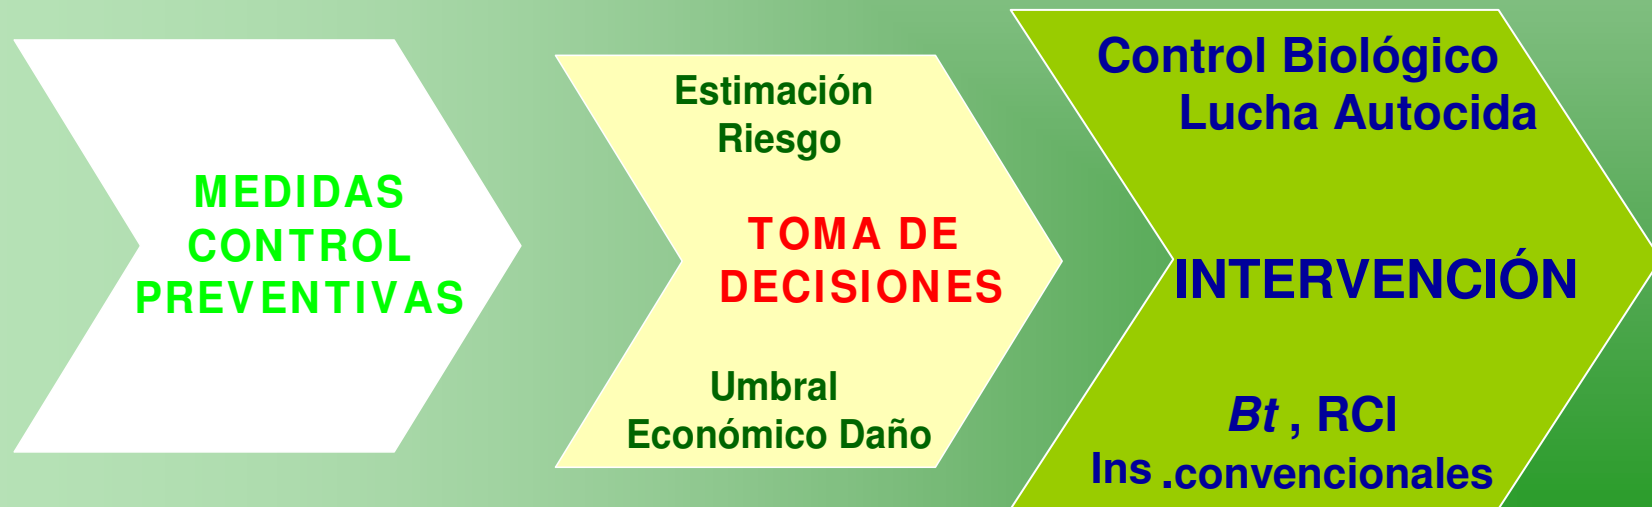 MEDIDAS
CONTROL
PREVENTIVAS
Estimación
Riesgo
TOMA DE
DECISIONES
Umbral
Económico Daño
Control Biológico
Lucha Autocida
INTERVENCIÓN
Bt , RCI
Ins .convencionales